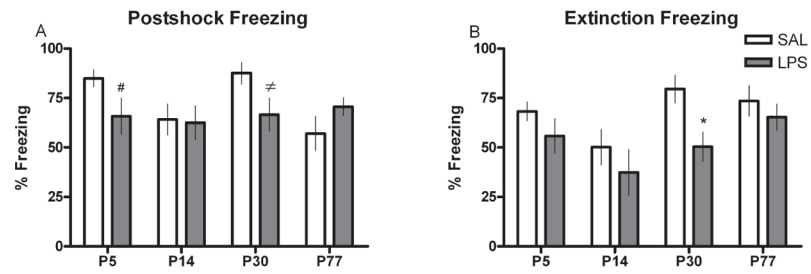 A
Postshock Freezing
% Freezing
100
75
50
25
0
#
≠
P5
P14
P30
P77
B
Extinction Freezing
SAL
LPS
% Freezing
100
75
50
25
0
*
P5
P14
P30
P77